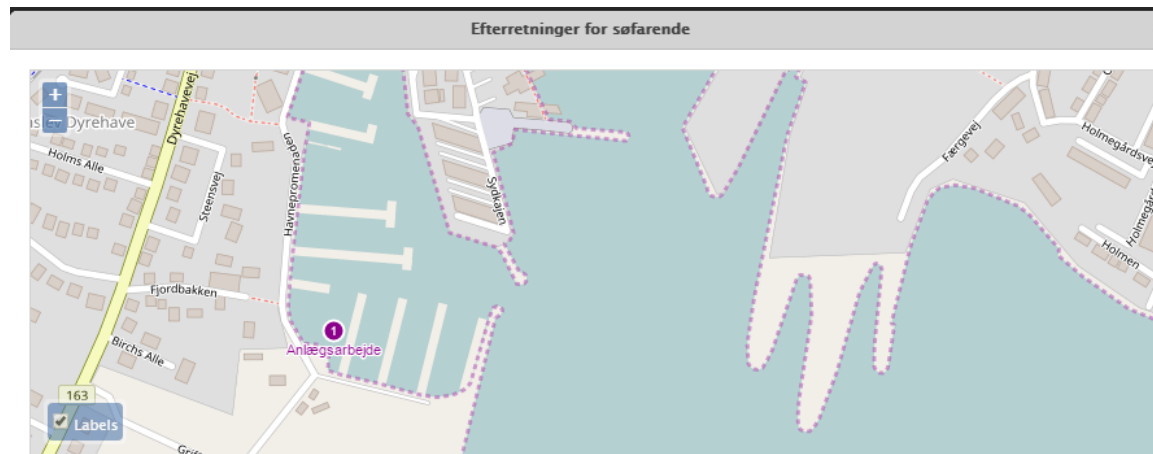 Efterretninger for søfarende
+
−
Dyrehave
Dyrehavevej
Holms Alle
Steensvej
Havnepromenaden
Sydkajen
Færgevej
Holmegårdsvej
Holmegård
Holmen
Fjordbakken
1
Anlægsarbejde
Birchs Alle
163
Labels